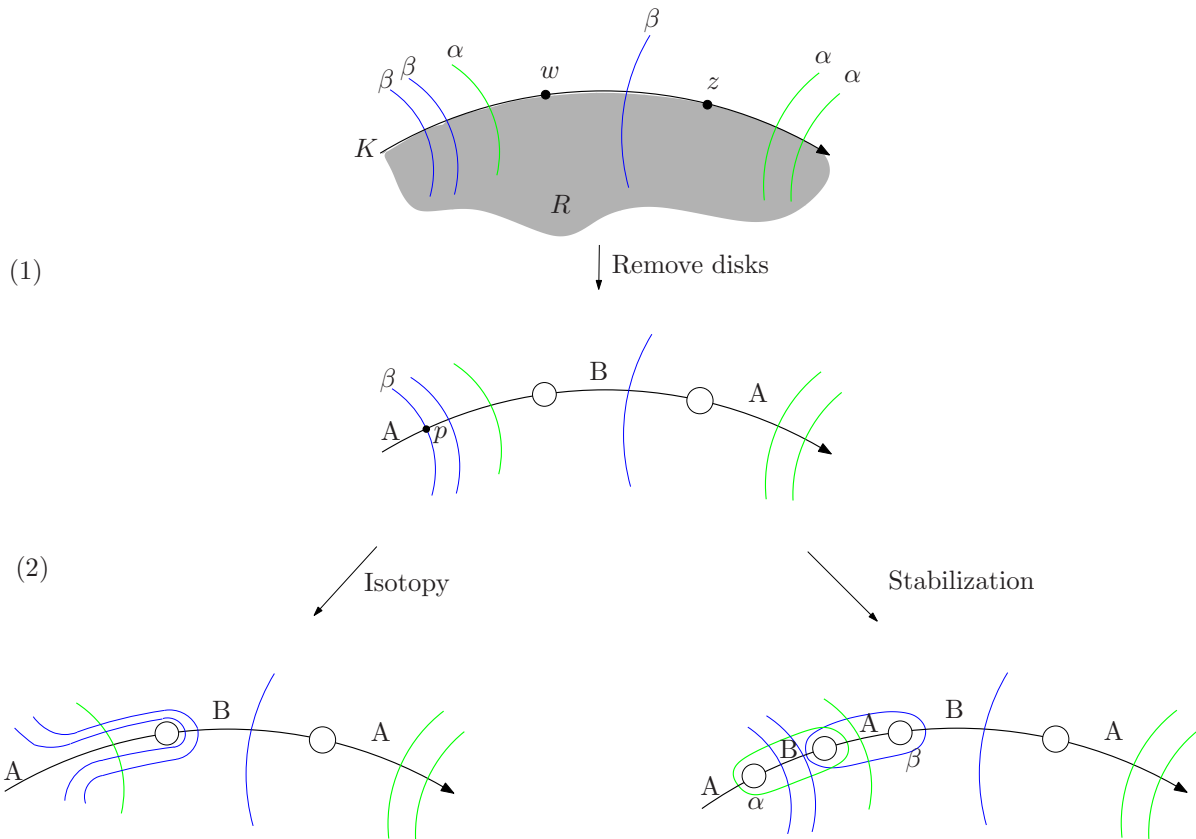 β
α
β
β
w
z
α
α
K
R
(1)
Remove disks
β
B
A
A
p
(2)
Isotopy
Stabilization
B
A
A
B
A
A
B
A
β
α